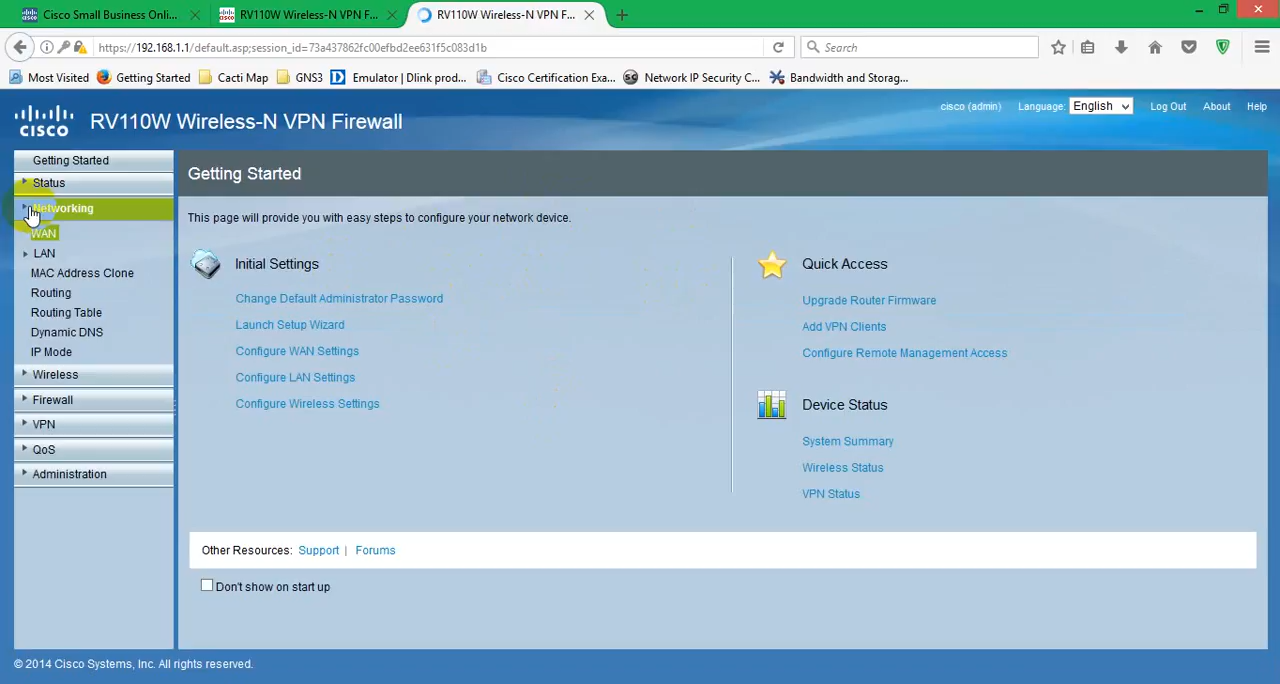 Cisco Small Business Onli...
RV110W Wireless-N VPN F...
RV110W Wireless-N VPN F...
https://192.168.1.1/default.asp;session_id=73a437862fc00efbd2ee631f5c083d1b
Search
Most Visited
Getting Started
Cacti Map
GNS3
Emulator | Dlink prod...
Cisco Certification Exa...
Network IP Security C...
Bandwidth and Storag...
CISCO
RV110W Wireless-N VPN Firewall
cisco (admin)
Language:
English
Log Out
About
Help
Getting Started
Status
Networking
WAN
LAN
MAC Address Clone
Routing
Routing Table
Dynamic DNS
IP Mode
Wireless
Firewall
VPN
QoS
Administration
Getting Started
This page will provide you with easy steps to configure your network device.
Initial Settings
Change Default Administrator Password
Launch Setup Wizard
Configure WAN Settings
Configure LAN Settings
Configure Wireless Settings
Quick Access
Upgrade Router Firmware
Add VPN Clients
Configure Remote Management Access
Device Status
System Summary
Wireless Status
VPN Status
Other Resources: Support | Forums
Don't show on start up
© 2014 Cisco Systems, Inc. All rights reserved.